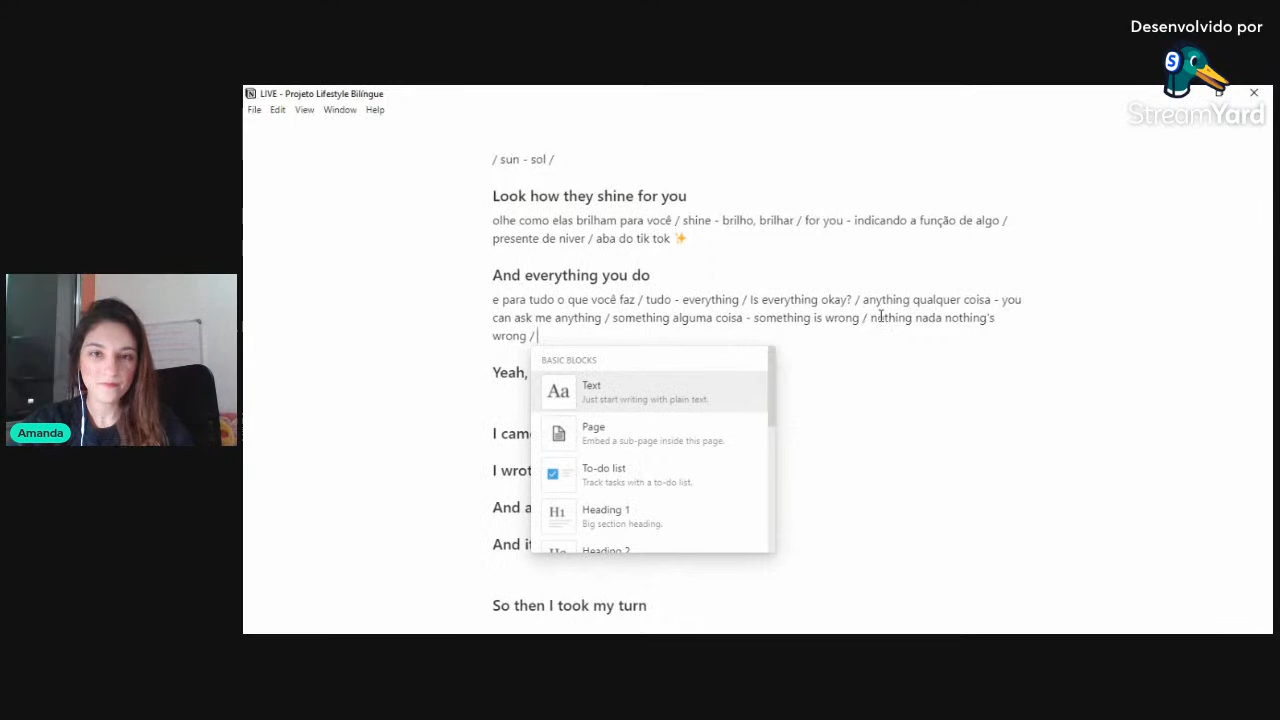 Desenvolvido por
StreamYard
LIVE - Projeto Lifestyle Bilíngue
File Edit View Window Help
/ sun - sol /
Look how they shine for you
olhe como elas brilham para você / shine - brilho, brilhar / for you - indicando a função de algo /
presente de niver / aba do tik tok ✨
And everything you do
e para tudo o que você faz / tudo - everything / Is everything okay? / anything qualquer coisa - you
can ask me anything / something alguma coisa - something is wrong / nothing nada nothing's
wrong /
BASIC BLOCKS
Yeah,
Aa
Text
Just start writing with plain text.
Page
Embed a sub-page inside this page.
I came
To-do list
Track tasks with a to-do list.
I wrot
And a
H1
Heading 1
Big section heading.
And it
Heading 2
So then I took my turn
Amanda